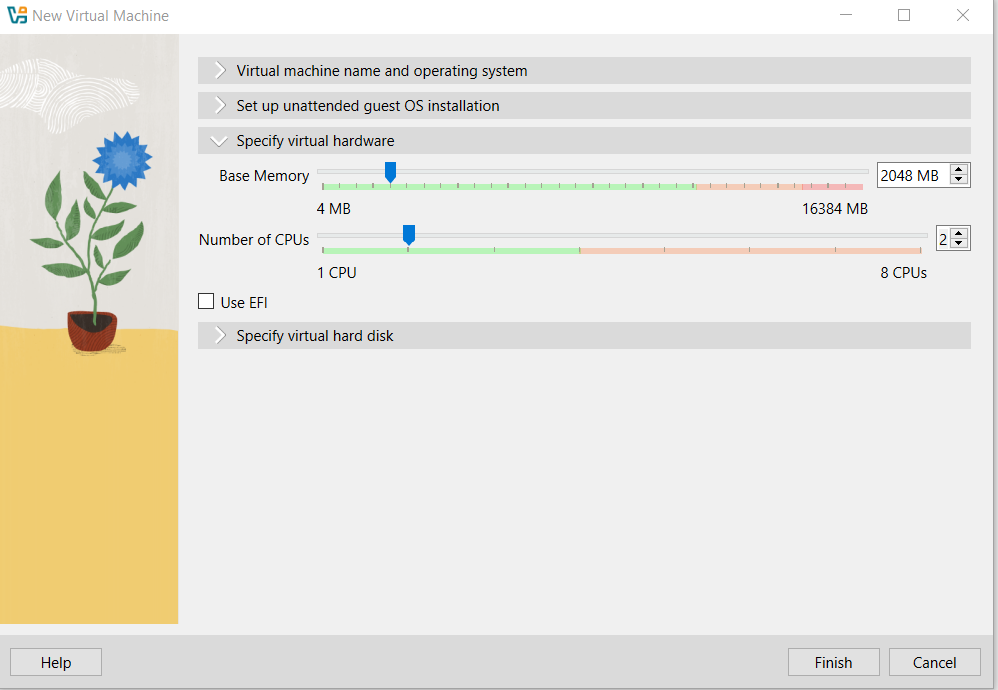 New Virtual Machine
Virtual machine name and operating system
Set up unattended guest OS installation
Specify virtual hardware
Base Memory 2048 MB
4 MB 16384 MB
Number of CPUs 2
1 CPU 8 CPUs
Use EFI
Specify virtual hard disk
Help Finish Cancel